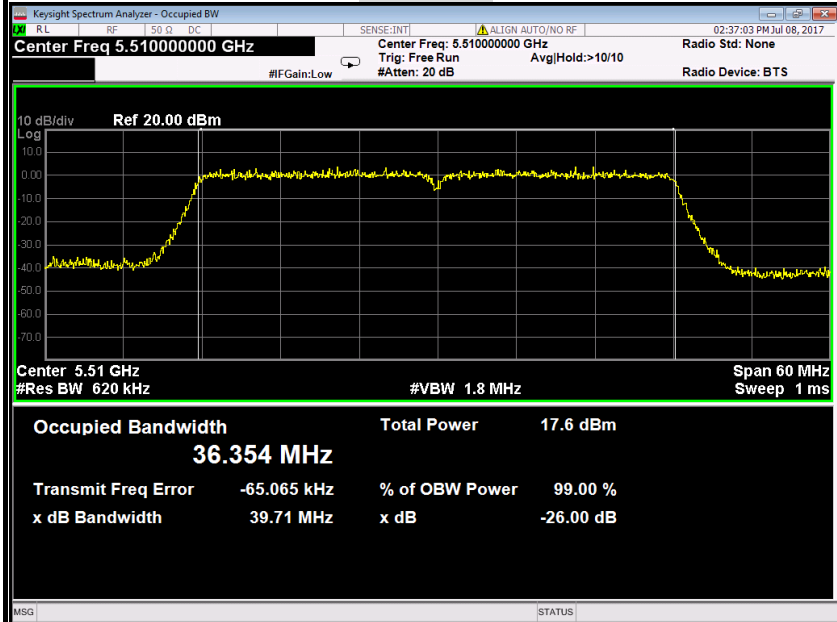 Keysight Spectrum Analyzer - Occupied BW
LXI RL RF 50 Ω DC SENSE:INT ALIGN AUTO/NO RF 02:37:03 PM Jul 08, 2017
Center Freq 5.510000000 GHz Center Freq: 5.510000000 GHz Radio Std: None
Trig: Free Run Avg|Hold:>10/10
#IFGain:Low #Atten: 20 dB Radio Device: BTS
10 dB/div Ref 20.00 dBm
Log
10.0
0.00
-10.0
-20.0
-30.0
-40.0
-50.0
-60.0
-70.0
Center 5.51 GHz Span 60 MHz
#Res BW 620 kHz #VBW 1.8 MHz Sweep 1 ms
Occupied Bandwidth Total Power 17.6 dBm
36.354 MHz
Transmit Freq Error -65.065 kHz % of OBW Power 99.00 %
x dB Bandwidth 39.71 MHz x dB -26.00 dB
MSG STATUS